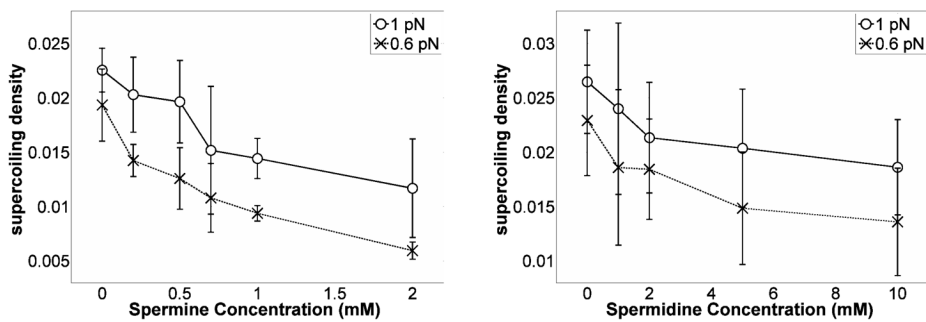 1 pN
0.6 pN
0.025
0.02
0.015
0.01
0.005
supercoiling density
0
0.5
1
2
Spermine Concentration (mM)
1 pN
0.6 pN
0.03
0.025
0.02
0.015
0.01
supercoiling density
0
2
4
6
8
10
Spermidine Concentration (mM)